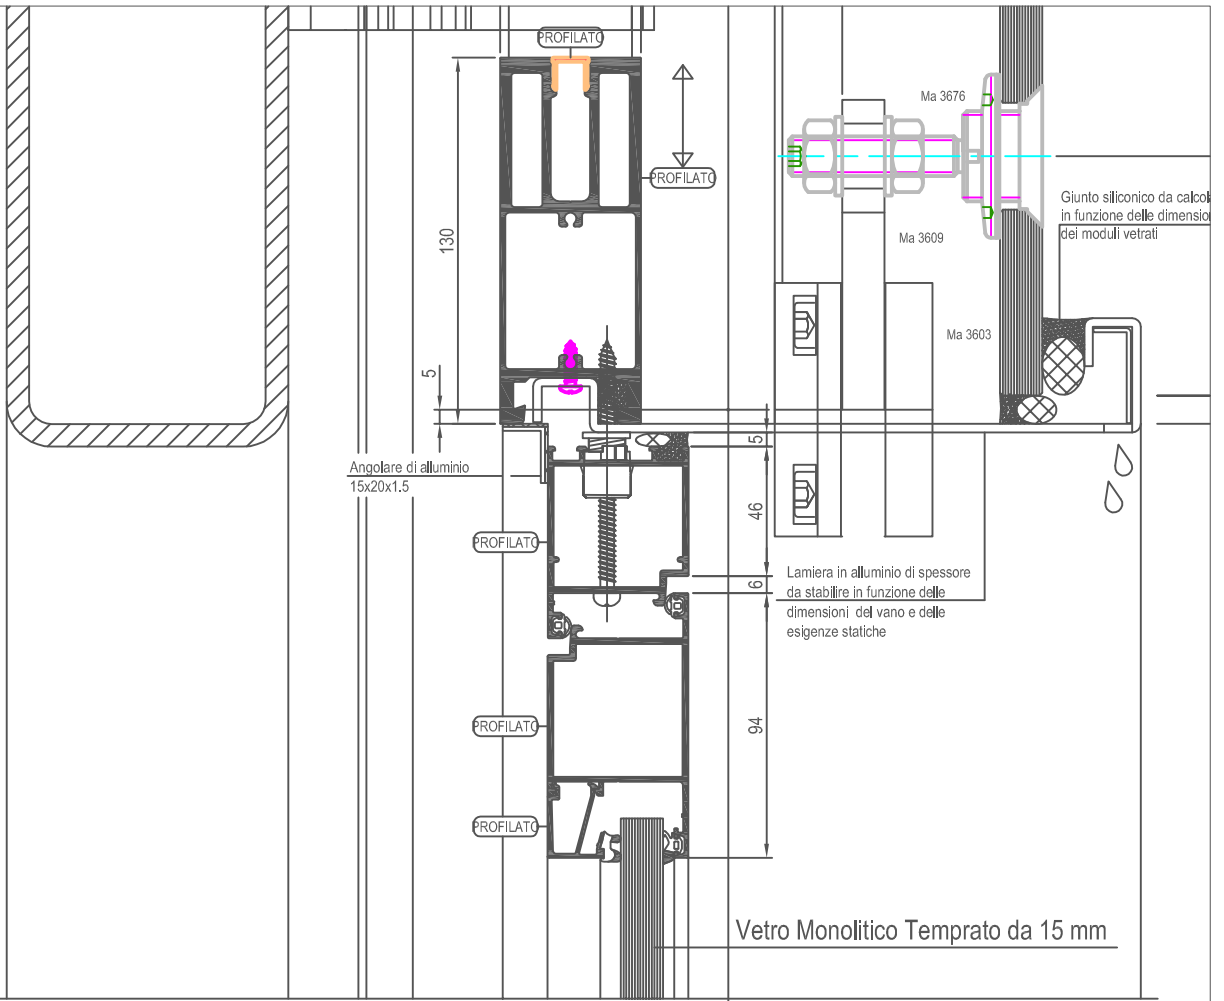 PROFILATO
Ma 3676
PROFILATO
Giunto siliconico da calcol
in funzione delle dimensio
dei moduli vetrati
130
Ma 3609
Ma 3603
5
5
Angolare di alluminio
15x20x1.5
46
PROFILATO
Lamiera in alluminio di spessore
da stabilire in funzione delle
dimensioni del vano e delle
esigenze statiche
6
PROFILATO
94
PROFILATO
Vetro Monolitico Temprato da 15 mm